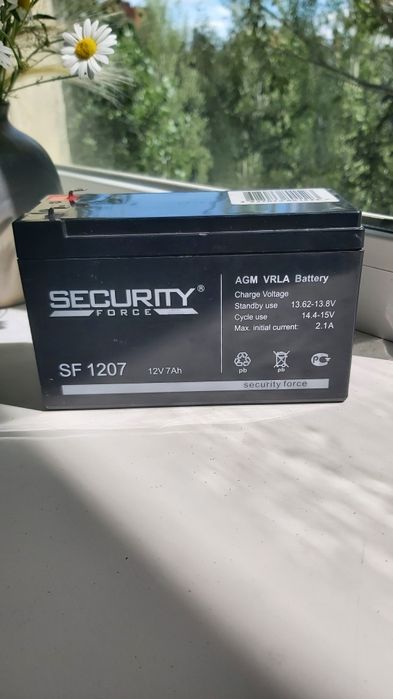 SECURITY®
FORCE
SF 1207 12V 7Ah
AGM VRLA Battery
Charge Voltage
Standby use 13.62-13.8V
Cycle use 14.4-15V
Max. initial current: 2.1A
pb pb
security force